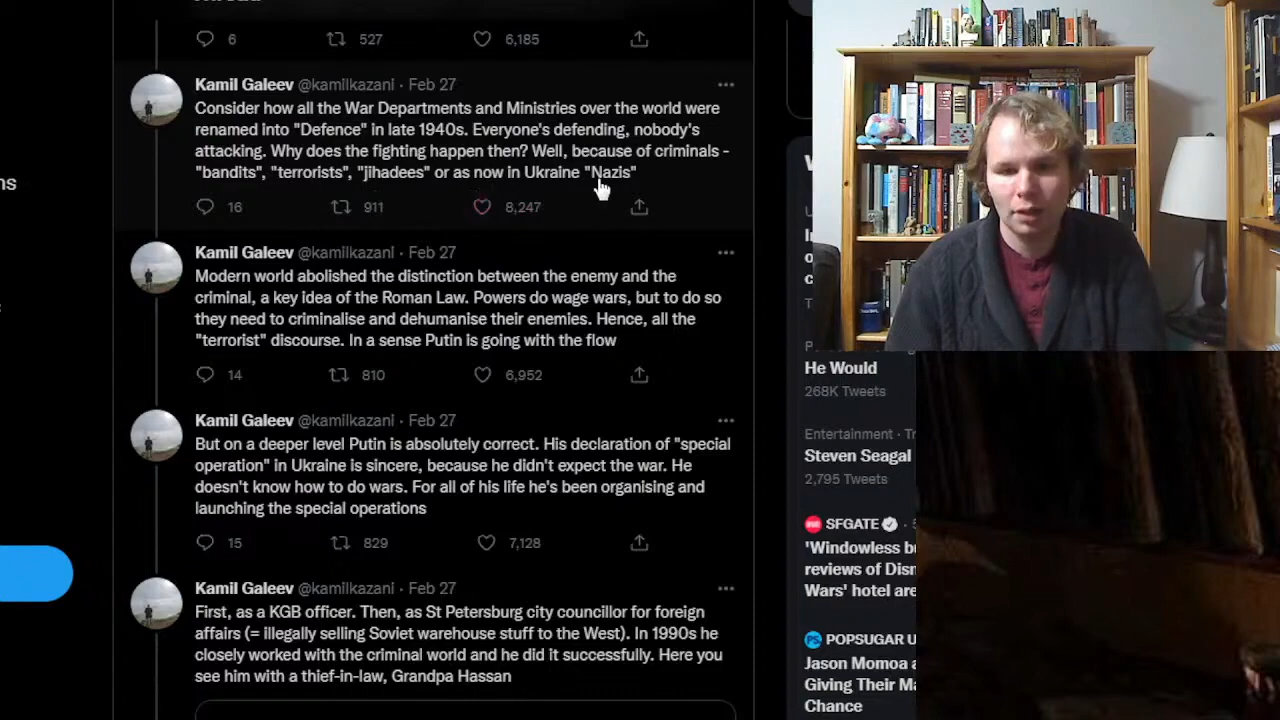 6 527 6,185
Kamil Galeev @kamilkazani · Feb 27
Consider how all the War Departments and Ministries over the world were
renamed into "Defence" in late 1940s. Everyone's defending, nobody's
attacking. Why does the fighting happen then? Well, because of criminals -
"bandits", "terrorists", "jihadees" or as now in Ukraine "Nazis"
16 911 8,247
Kamil Galeev @kamilkazani · Feb 27
Modern world abolished the distinction between the enemy and the
criminal, a key idea of the Roman Law. Powers do wage wars, but to do so
they need to criminalise and dehumanise their enemies. Hence, all the
"terrorist" discourse. In a sense Putin is going with the flow
14 810 6,952
Kamil Galeev @kamilkazani · Feb 27
But on a deeper level Putin is absolutely correct. His declaration of "special
operation" in Ukraine is sincere, because he didn't expect the war. He
doesn't know how to do wars. For all of his life he's been organising and
launching the special operations
15 829 7,128
Kamil Galeev @kamilkazani · Feb 27
First, as a KGB officer. Then, as St Petersburg city councillor for foreign
affairs (= illegally selling Soviet warehouse stuff to the West). In 1990s he
closely worked with the criminal world and he did it successfully. Here you
see him with a thief-in-law, Grandpa Hassan
He Would
268K Tweets
Entertainment · Tr
Steven Seagal
2,795 Tweets
SFGATE
'Windowless bu
reviews of Disn
Wars' hotel are
POPSUGAR U
Jason Momoa a
Giving Their Ma
Chance